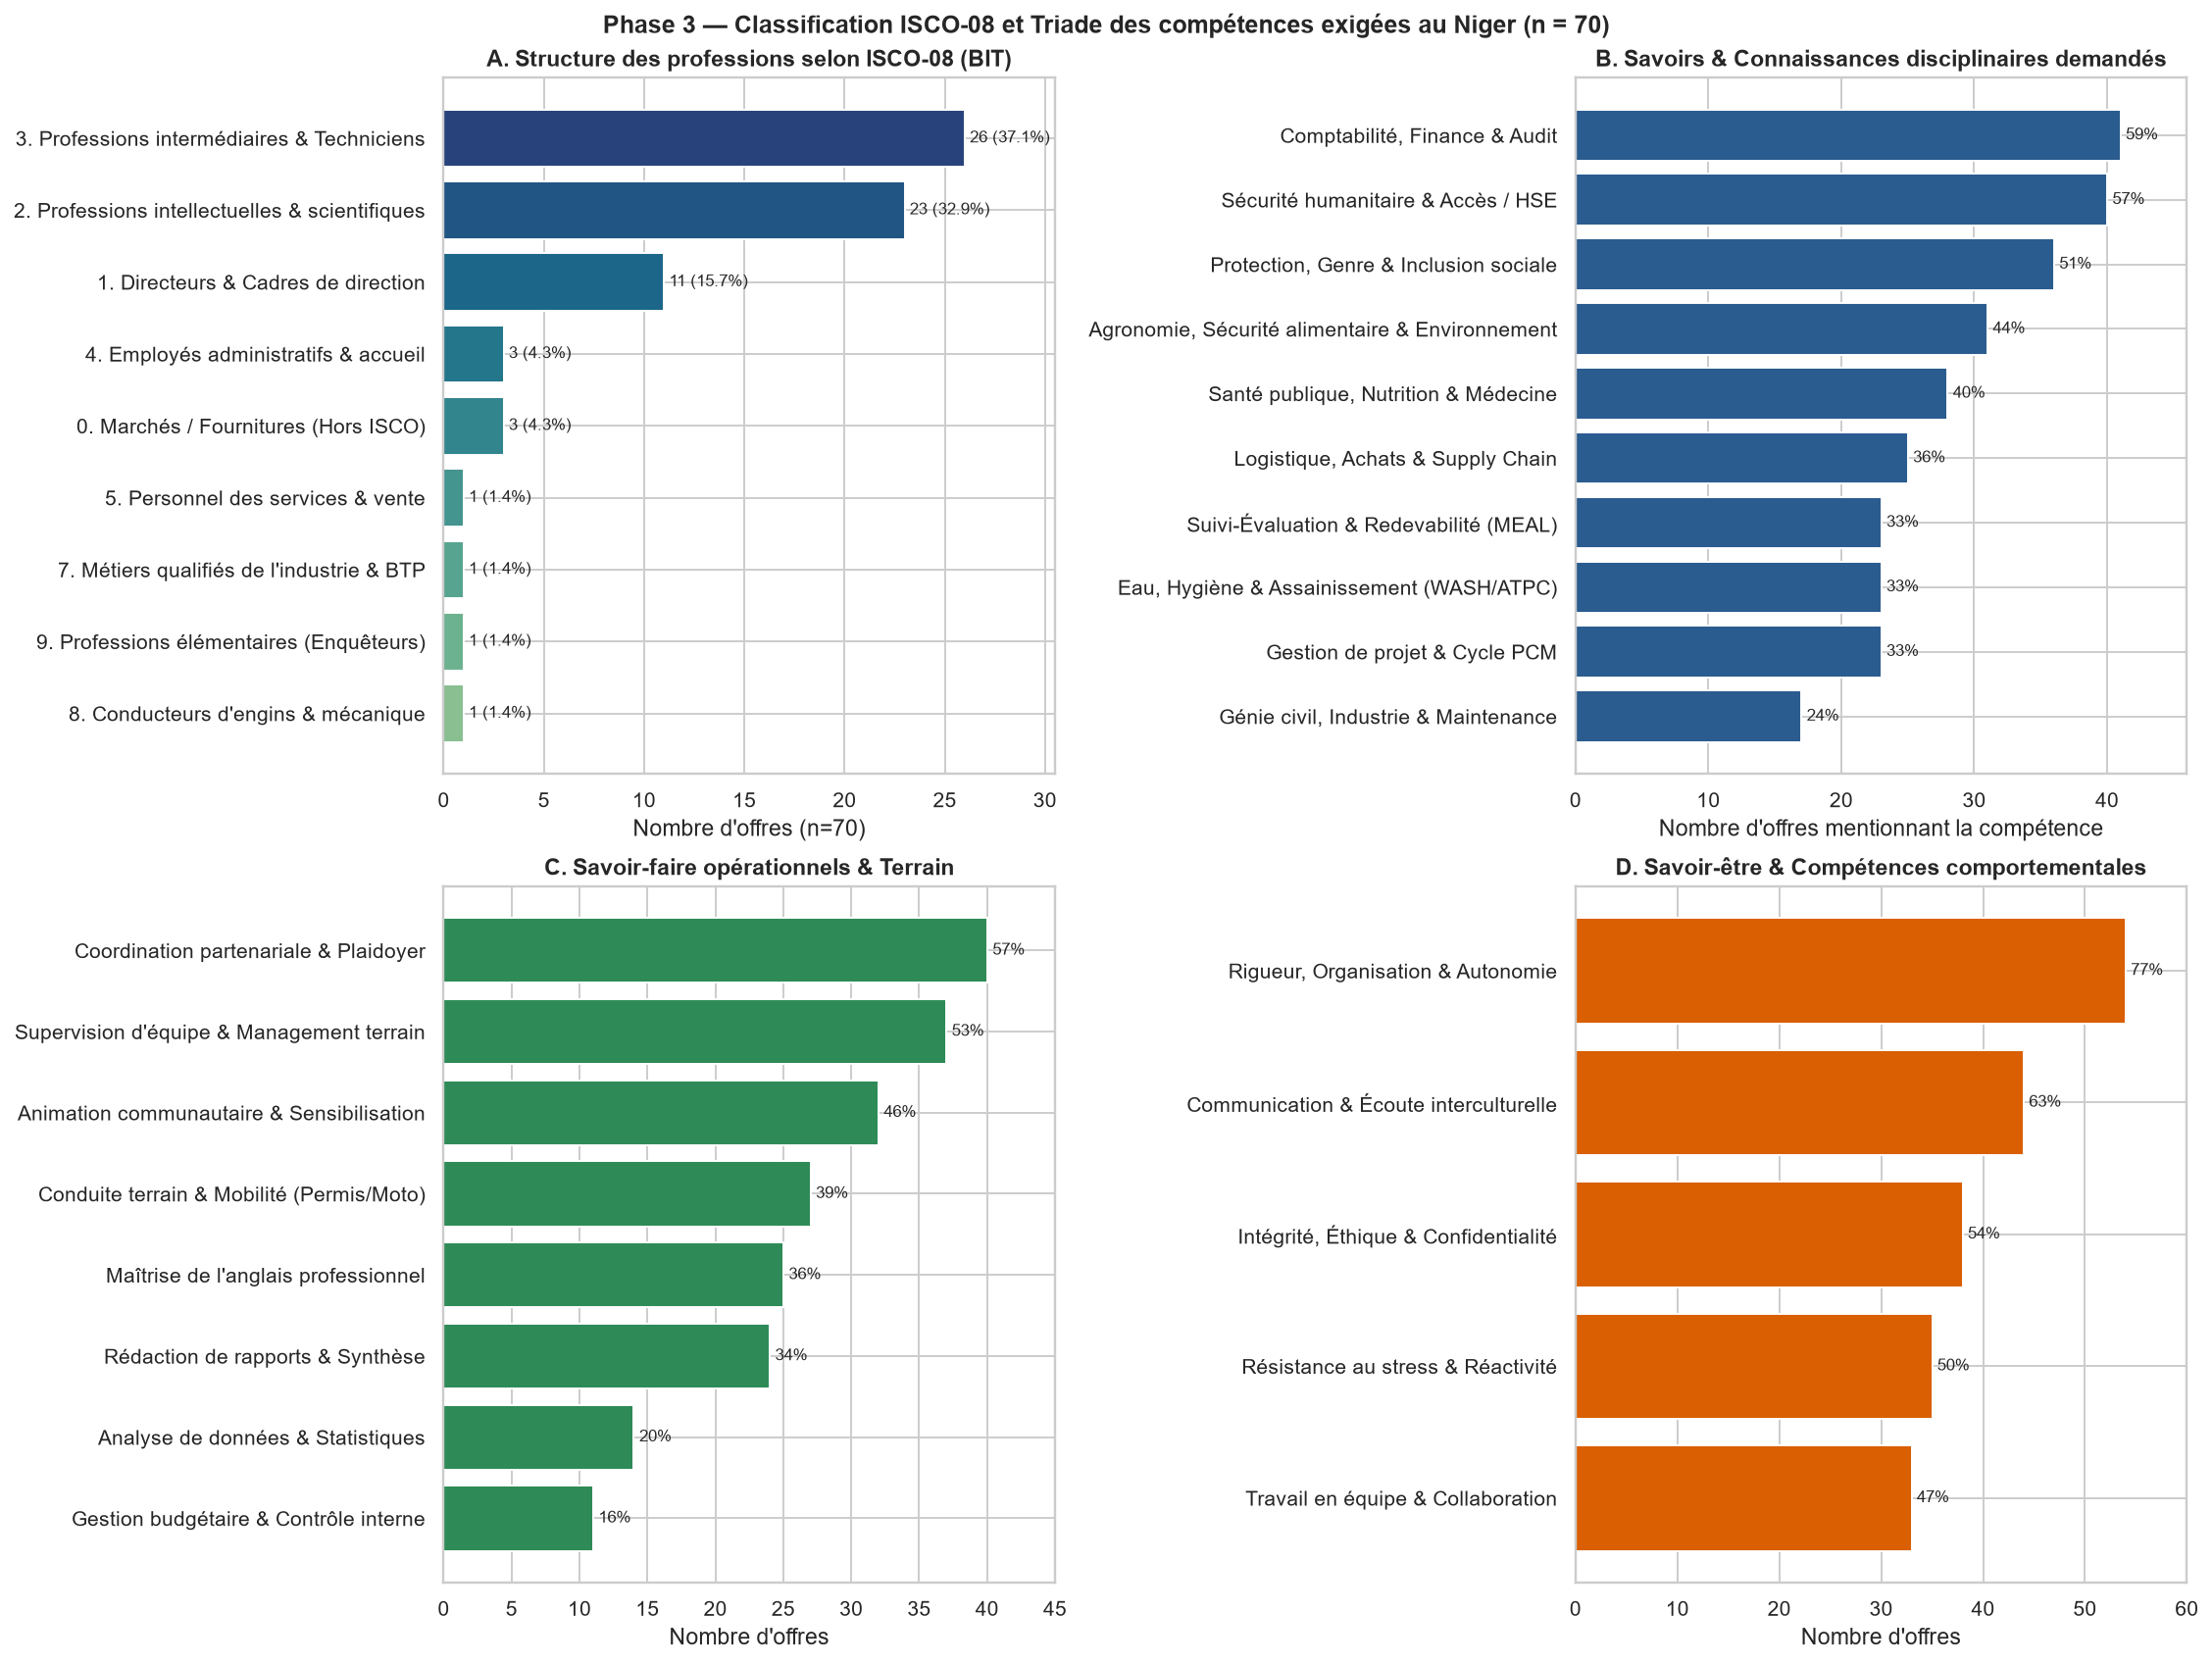 Phase 3 — Classification ISCO-08 et Triade des compétences exigées au Niger (n = 70)
A. Structure des professions selon ISCO-08 (BIT)
3. Professions intermédiaires & Techniciens
26 (37.1%)
2. Professions intellectuelles & scientifiques
23 (32.9%)
1. Directeurs & Cadres de direction
11 (15.7%)
4. Employés administratifs & accueil
3 (4.3%)
0. Marchés / Fournitures (Hors ISCO)
3 (4.3%)
5. Personnel des services & vente
1 (1.4%)
7. Métiers qualifiés de l'industrie & BTP
1 (1.4%)
9. Professions élémentaires (Enquêteurs)
1 (1.4%)
8. Conducteurs d'engins & mécanique
1 (1.4%)
0 5 10 15 20 25 30
Nombre d'offres (n=70)
B. Savoirs & Connaissances disciplinaires demandés
Comptabilité, Finance & Audit
59%
Sécurité humanitaire & Accès / HSE
57%
Protection, Genre & Inclusion sociale
51%
Agronomie, Sécurité alimentaire & Environnement
44%
Santé publique, Nutrition & Médecine
40%
Logistique, Achats & Supply Chain
36%
Suivi-Évaluation & Redevabilité (MEAL)
33%
Eau, Hygiène & Assainissement (WASH/ATPC)
33%
Gestion de projet & Cycle PCM
33%
Génie civil, Industrie & Maintenance
24%
0 10 20 30 40
Nombre d'offres mentionnant la compétence
C. Savoir-faire opérationnels & Terrain
Coordination partenariale & Plaidoyer
57%
Supervision d'équipe & Management terrain
53%
Animation communautaire & Sensibilisation
46%
Conduite terrain & Mobilité (Permis/Moto)
39%
Maîtrise de l'anglais professionnel
36%
Rédaction de rapports & Synthèse
34%
Analyse de données & Statistiques
20%
Gestion budgétaire & Contrôle interne
16%
0 5 10 15 20 25 30 35 40 45
Nombre d'offres
D. Savoir-être & Compétences comportementales
Rigueur, Organisation & Autonomie
77%
Communication & Écoute interculturelle
63%
Intégrité, Éthique & Confidentialité
54%
Résistance au stress & Réactivité
50%
Travail en équipe & Collaboration
47%
0 10 20 30 40 50 60
Nombre d'offres